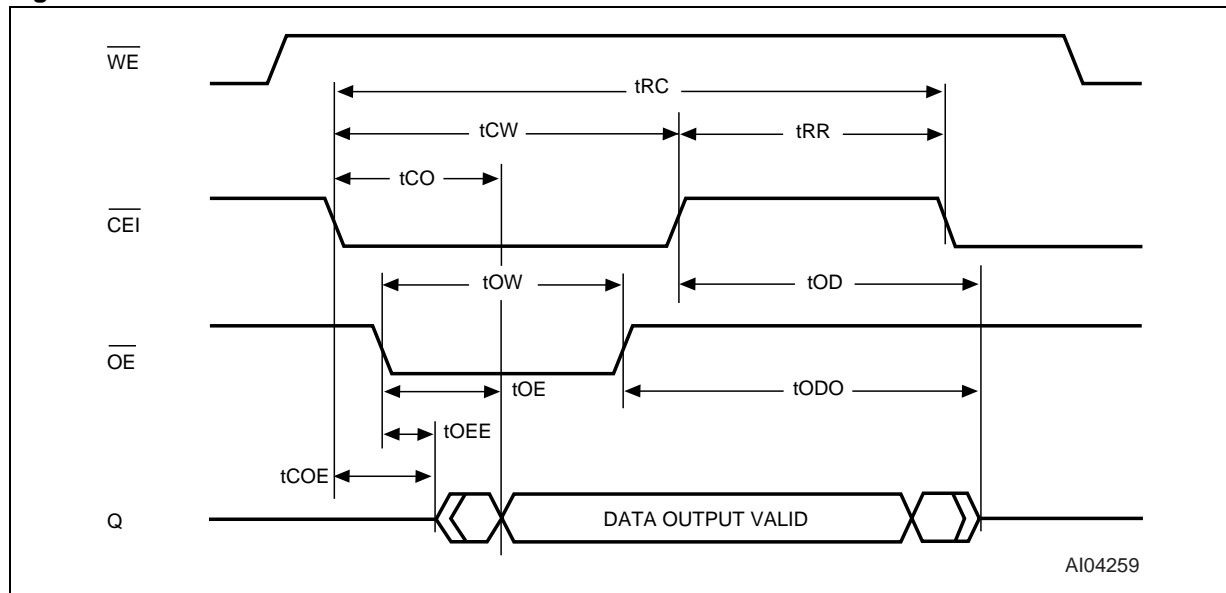 WE
tRC
tCW
tRR
tCO
CEI
tOW
tOD
OE
tOE
tODO
tOEE
tCOE
Q
DATA OUTPUT VALID
AI04259